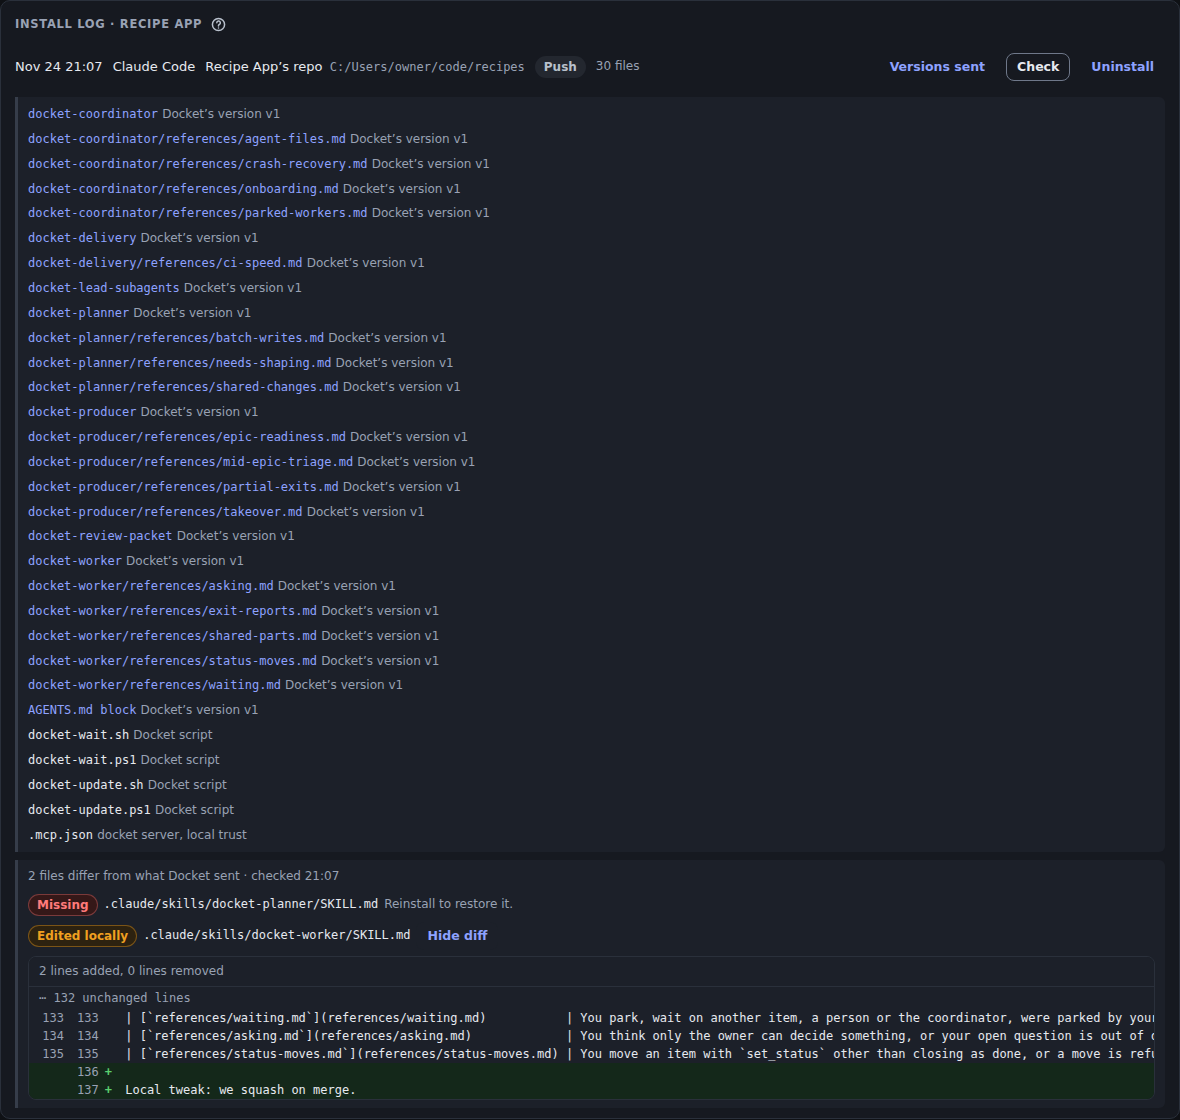 INSTALL LOG · RECIPE APP
Nov 24 21:07 Claude Code Recipe App’s repo C:/Users/owner/code/recipes Push 30 files Versions sent Check Uninstall
docket-coordinator Docket’s version v1
docket-coordinator/references/agent-files.md Docket’s version v1
docket-coordinator/references/crash-recovery.md Docket’s version v1
docket-coordinator/references/onboarding.md Docket’s version v1
docket-coordinator/references/parked-workers.md Docket’s version v1
docket-delivery Docket’s version v1
docket-delivery/references/ci-speed.md Docket’s version v1
docket-lead-subagents Docket’s version v1
docket-planner Docket’s version v1
docket-planner/references/batch-writes.md Docket’s version v1
docket-planner/references/needs-shaping.md Docket’s version v1
docket-planner/references/shared-changes.md Docket’s version v1
docket-producer Docket’s version v1
docket-producer/references/epic-readiness.md Docket’s version v1
docket-producer/references/mid-epic-triage.md Docket’s version v1
docket-producer/references/partial-exits.md Docket’s version v1
docket-producer/references/takeover.md Docket’s version v1
docket-review-packet Docket’s version v1
docket-worker Docket’s version v1
docket-worker/references/asking.md Docket’s version v1
docket-worker/references/exit-reports.md Docket’s version v1
docket-worker/references/shared-parts.md Docket’s version v1
docket-worker/references/status-moves.md Docket’s version v1
docket-worker/references/waiting.md Docket’s version v1
AGENTS.md block Docket’s version v1
docket-wait.sh Docket script
docket-wait.ps1 Docket script
docket-update.sh Docket script
docket-update.ps1 Docket script
.mcp.json docket server, local trust
2 files differ from what Docket sent · checked 21:07
Missing .claude/skills/docket-planner/SKILL.md Reinstall to restore it.
Edited locally .claude/skills/docket-worker/SKILL.md Hide diff
2 lines added, 0 lines removed
⋯ 132 unchanged lines
133 133 | [`references/waiting.md`](references/waiting.md) | You park, wait on another item, a person or the coordinator, were parked by your
134 134 | [`references/asking.md`](references/asking.md) | You think only the owner can decide something, or your open question is out of
135 135 | [`references/status-moves.md`](references/status-moves.md) | You move an item with `set_status` other than closing as done, or a move is
136 +
137 + Local tweak: we squash on merge.